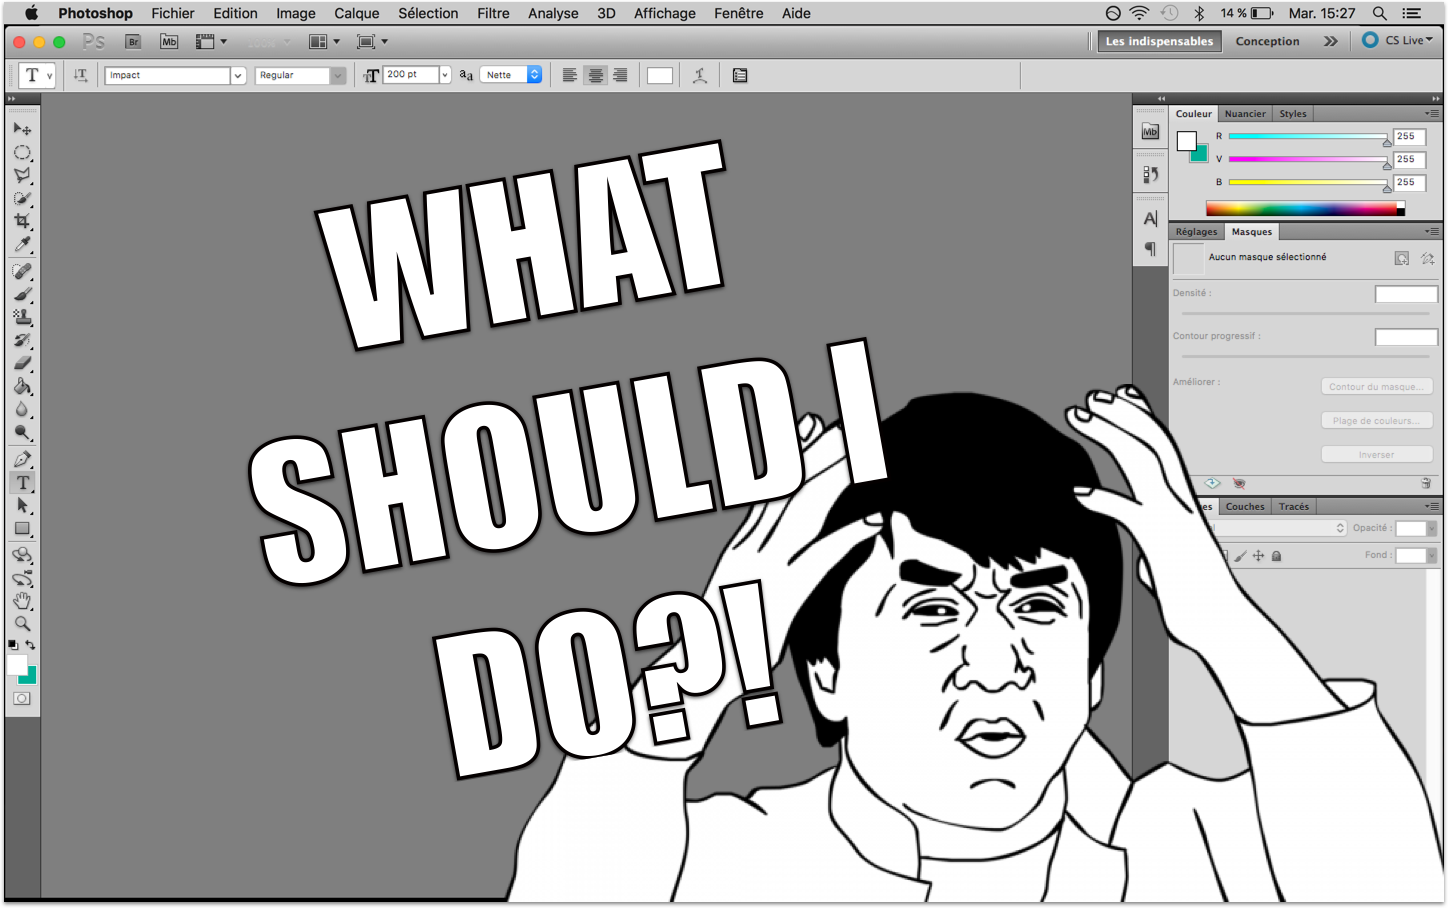 Photoshop Fichier Edition Image Calque Sélection Filtre Analyse 3D Affichage Fenêtre Aide 14 % Mar. 15:27
Ps Br Mb Les indispensables Conception CS Live
T T Impact Regular T 200 pt aa Nette
Mb
A
Couleur Nuancier Styles
R 255
V 255
B 255
Réglages Masques
Aucun masque sélectionné
Densité :
Contour progressif :
Améliorer : Contour du masque...
Plage de couleurs...
Inverser
Couches Tracés
Opacité :
Fond :
T
WHAT
SHOULD I
DO?!